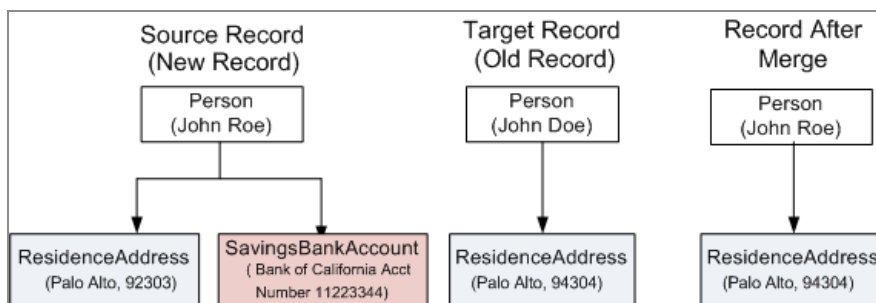 Source Record
(New Record)
Target Record
(Old Record)
Record After
Merge
Person
(John Roe)
Person
(John Doe)
Person
(John Roe)
ResidenceAddress
(Palo Alto, 92303)
SavingsBankAccount
( Bank of California Acct
Number 11223344)
ResidenceAddress
(Palo Alto, 94304)
ResidenceAddress
(Palo Alto, 94304)